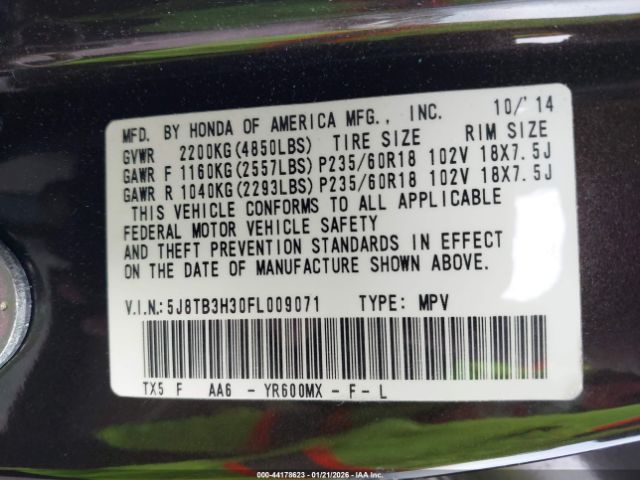 MFD. BY HONDA OF AMERICA MFG., INC. 10/14
GVWR 2200KG(4850LBS) TIRE SIZE RIM SIZE
GAWR F 1160KG(2557LBS)P235/60R18 102V 18X7.5J
GAWR R 1040KG(2293LBS)P235/60R18 102V 18X7.5J
THIS VEHICLE CONFORMS TO ALL APPLICABLE
FEDERAL MOTOR VEHICLE SAFETY
AND THEFT PREVENTION STANDARDS IN EFFECT
ON THE DATE OF MANUFACTURE SHOWN ABOVE.
V.I.N.:5J8TB3H30FL009071 TYPE: MPV
TX5 F AA6 - YR600MX - F - L
000-44178623 - 01/21/2026 - IAA Inc.